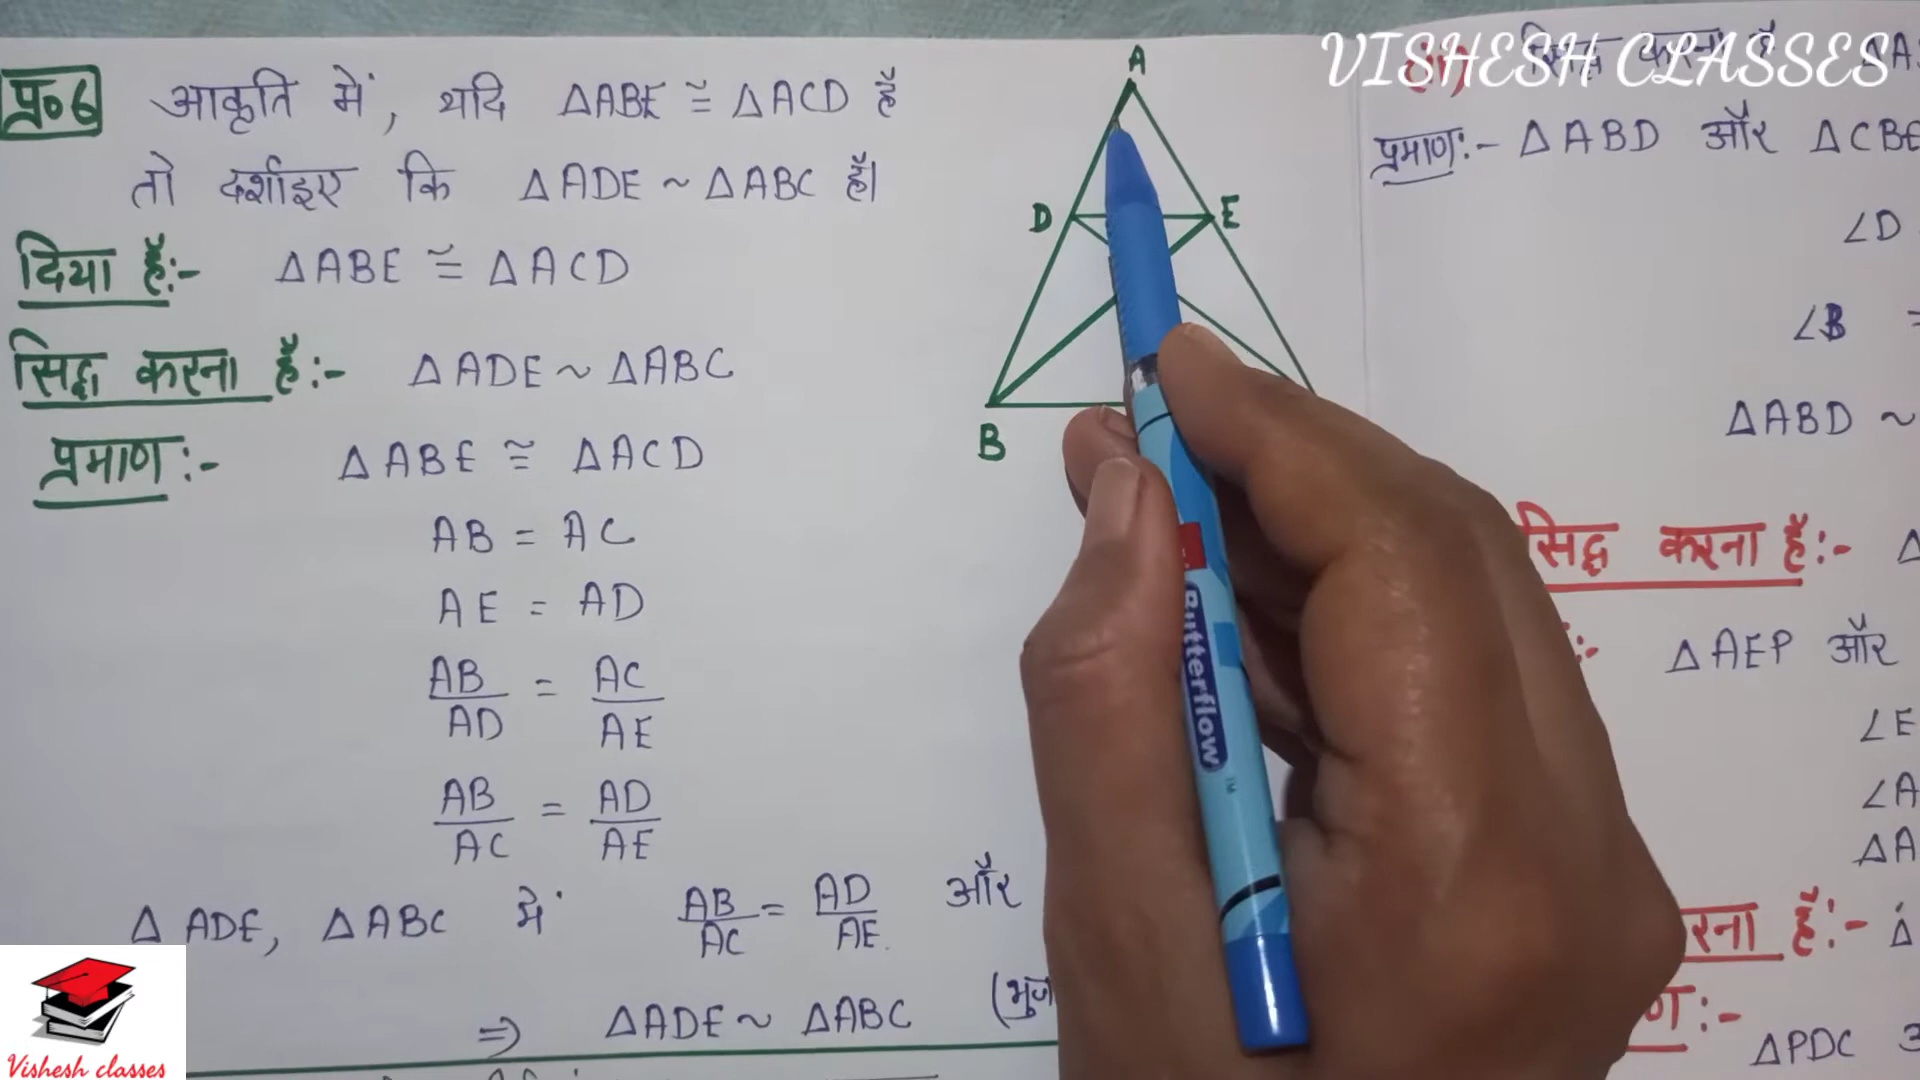 VISHESH CLASSES
प्र०6 आकृति में, यदि ΔABE ≅ ΔACD है
तो दर्शाइए कि ΔADE ~ ΔABC है।
दिया है:- ΔABE ≅ ΔACD
सिद्ध करना है:- ΔADE ~ ΔABC
प्रमाण:- ΔABE ≅ ΔACD
AB = AC
AE = AD
AB/AD = AC/AE
AB/AC = AD/AE
ΔADE, ΔABC में AB/AC = AD/AE. और
⇒ ΔADE ~ ΔABC
A
D E
B
प्रमाण:- ΔABD और ΔCBE
∠D
∠B =
ΔABD ~
सिद्ध करना है:- Δ
ΔAEP और
∠E
∠A
ΔA
ΔPDC
Butterflow
Vishesh classes